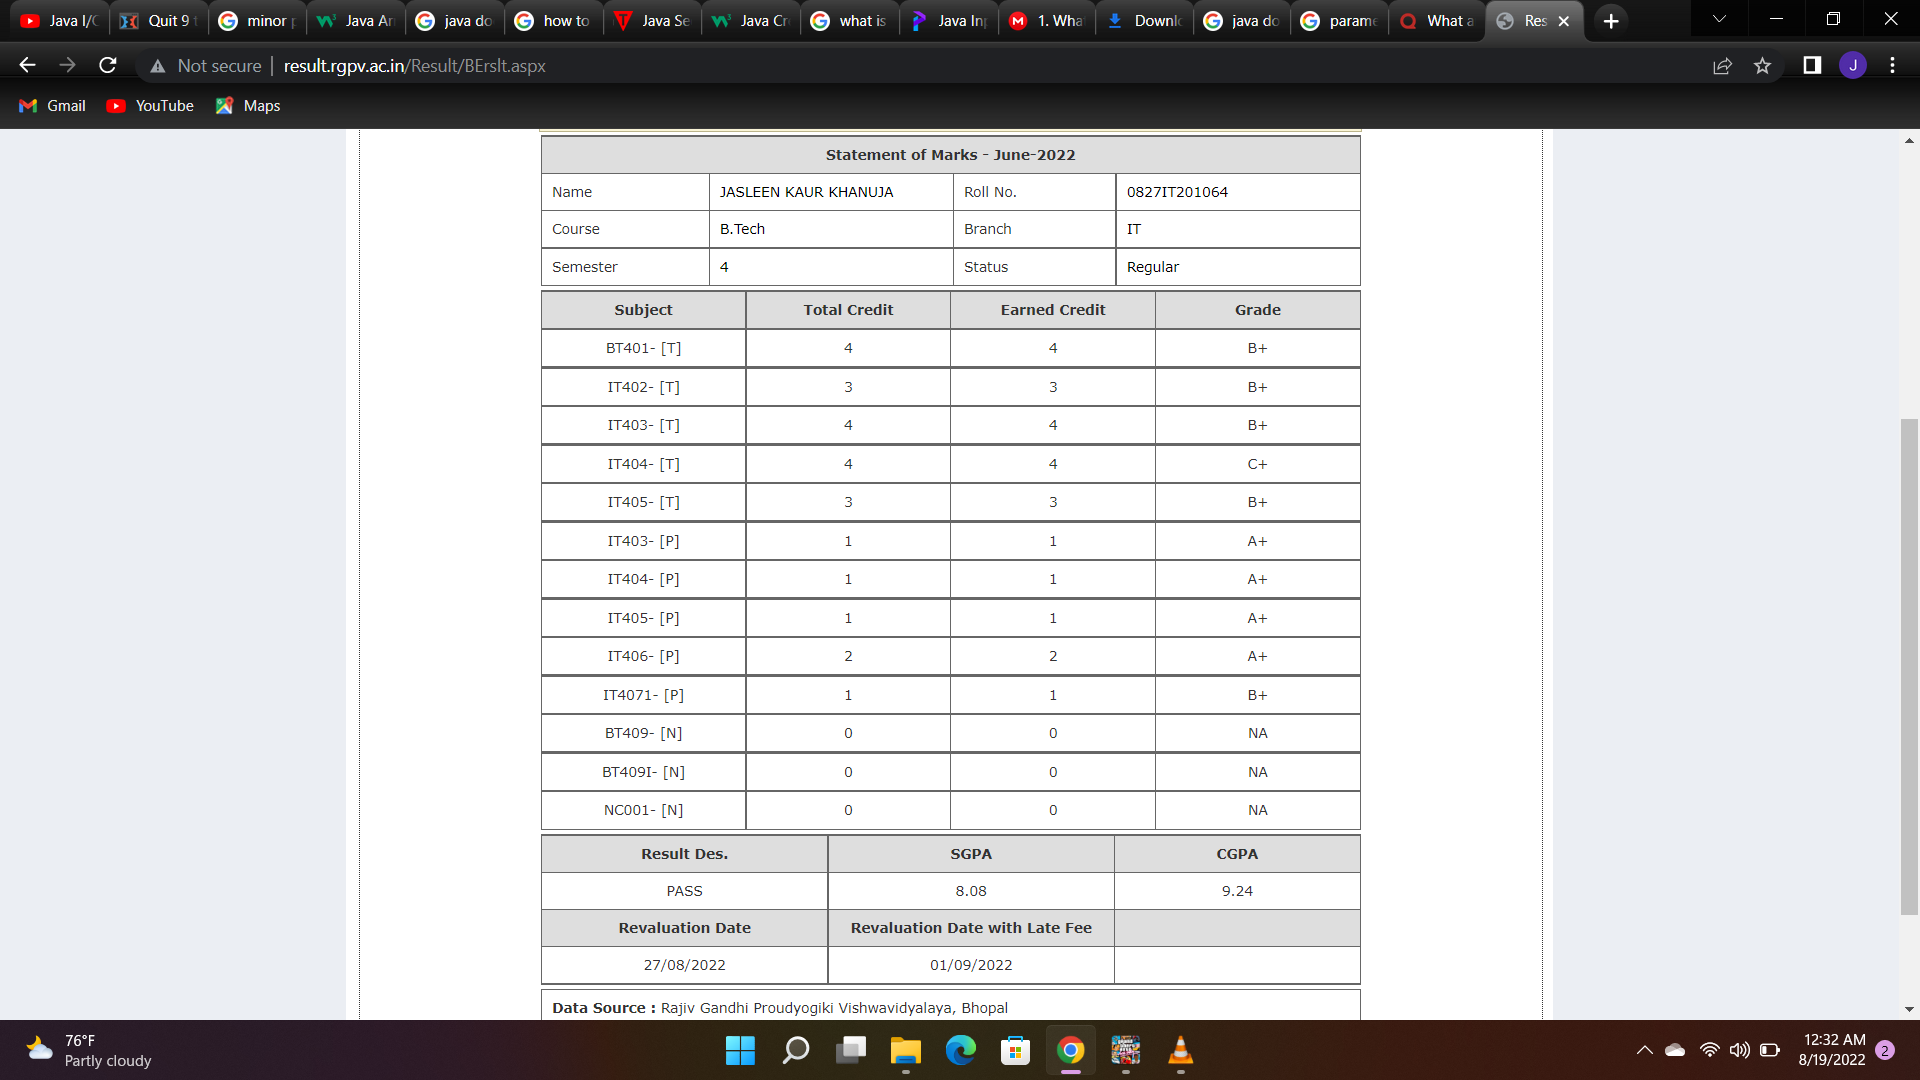 Java I/C Quit 9 t minor p Java Ar java do how to Java Se Java Cr what is Java Inp 1. Wha Downlo java do parame What a Res
Not secure result.rgpv.ac.in/Result/BErslt.aspx J
Gmail YouTube Maps
Statement of Marks - June-2022
Name JASLEEN KAUR KHANUJA Roll No. 0827IT201064
Course B.Tech Branch IT
Semester 4 Status Regular
Subject Total Credit Earned Credit Grade
BT401- [T] 4 4 B+
IT402- [T] 3 3 B+
IT403- [T] 4 4 B+
IT404- [T] 4 4 C+
IT405- [T] 3 3 B+
IT403- [P] 1 1 A+
IT404- [P] 1 1 A+
IT405- [P] 1 1 A+
IT406- [P] 2 2 A+
IT4071- [P] 1 1 B+
BT409- [N] 0 0 NA
BT409I- [N] 0 0 NA
NC001- [N] 0 0 NA
Result Des. SGPA CGPA
PASS 8.08 9.24
Revaluation Date Revaluation Date with Late Fee
27/08/2022 01/09/2022
Data Source : Rajiv Gandhi Proudyogiki Vishwavidyalaya, Bhopal
76°F
Partly cloudy
12:32 AM
8/19/2022 2